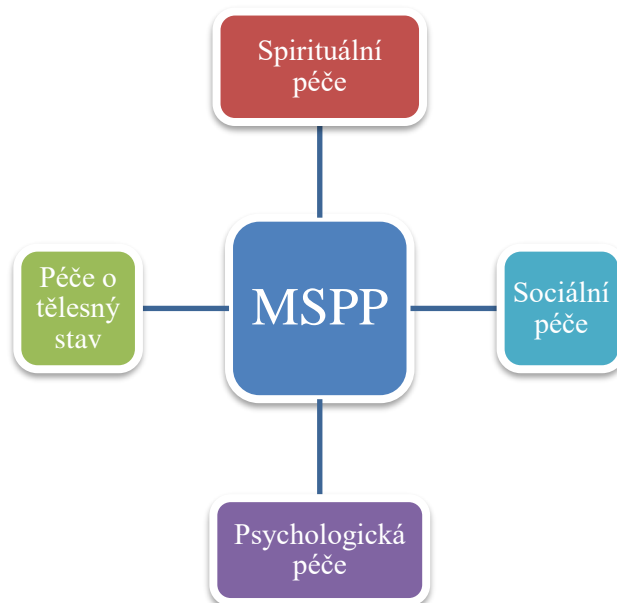 Spirituální
péče
Péče o
tělesný
stav
MSPP
Sociální
péče
Psychologická
péče